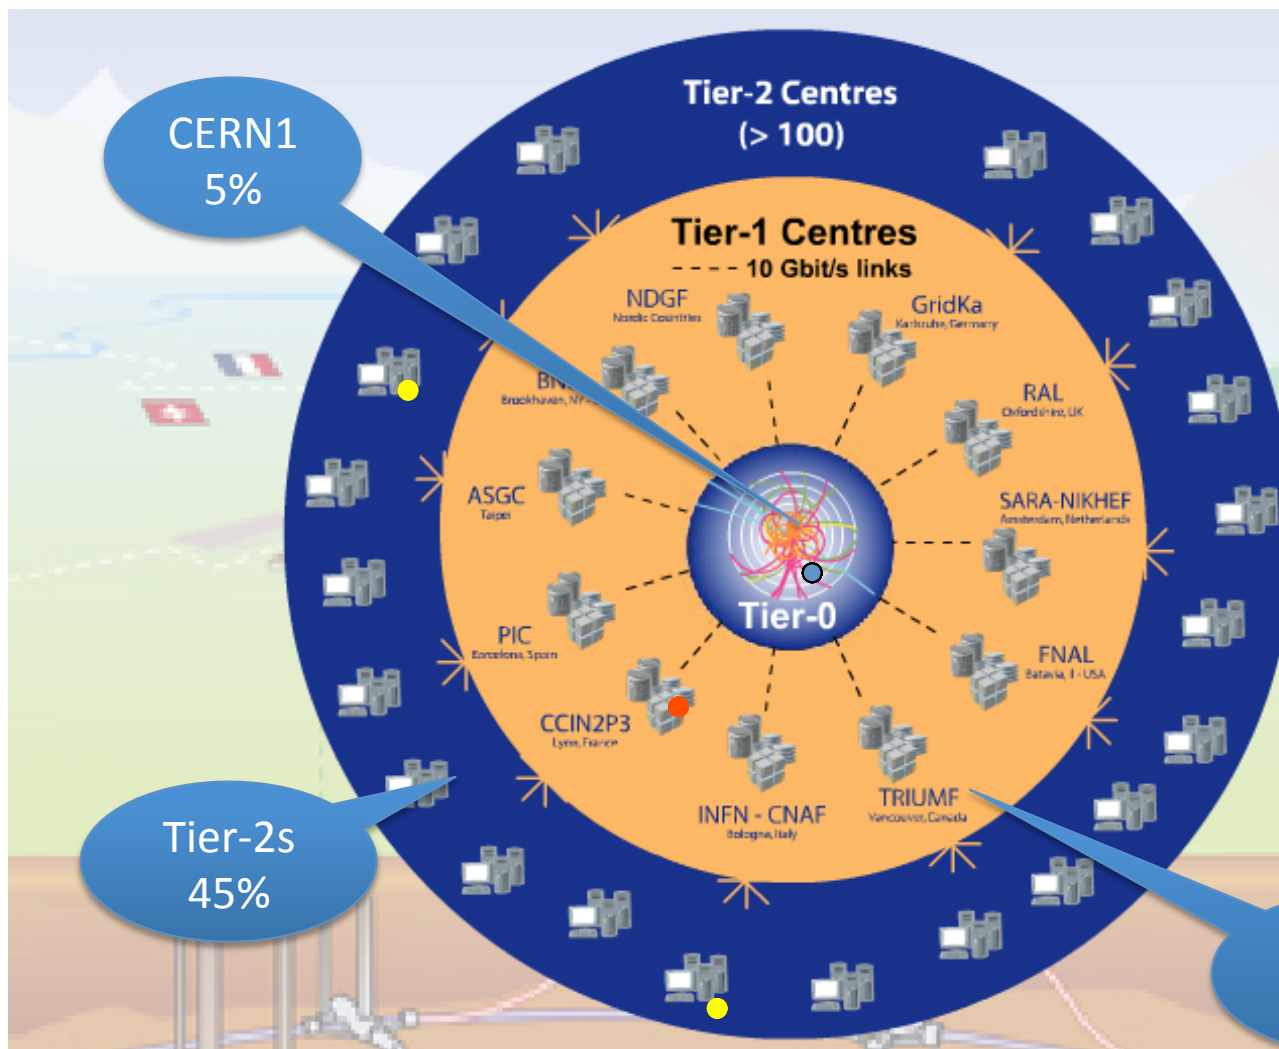 Tier-2 Centres
(> 100)
CERN1
5%
Tier-1 Centres
---- 10 Gbit/s links
NDGF
Nordic Countries
GridKa
Karlsruhe, Germany
Brookhaven, NY
RAL
Oxfordshire, UK
ASGC
Taipei
SARA-NIKHEF
Amsterdam, Netherlands
Tier-0
PIC
Barcelona, Spain
FNAL
Batavia, Il - USA
CCIN2P3
Lyon, France
TRIUMF
Vancouver, Canada
INFN - CNAF
Bologna, Italy
Tier-2s
45%